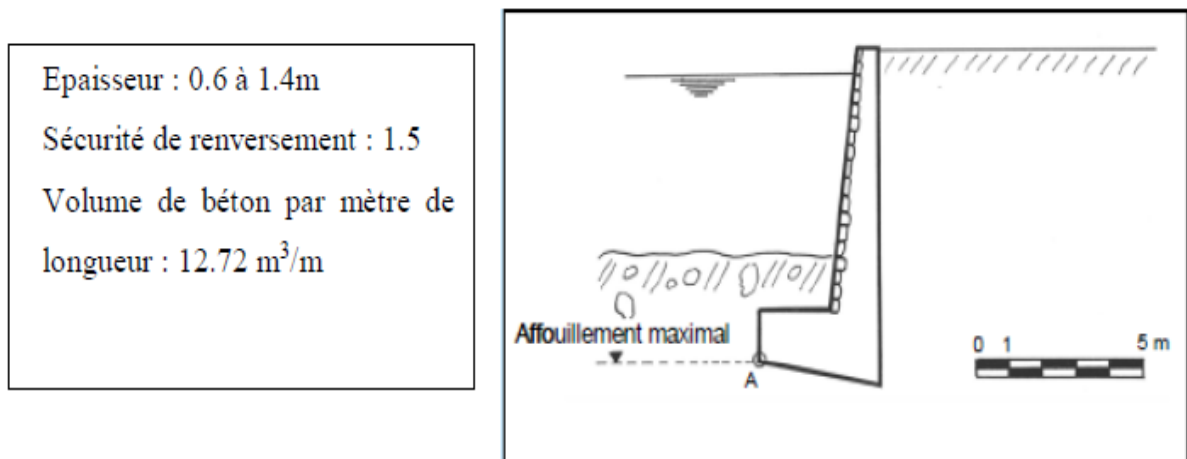 Epaisseur : 0.6 à 1.4m
Sécurité de renversement : 1.5
Volume de béton par mètre de
longueur : 12.72 m³/m
Affouillement maximal
A
0 1 5 m